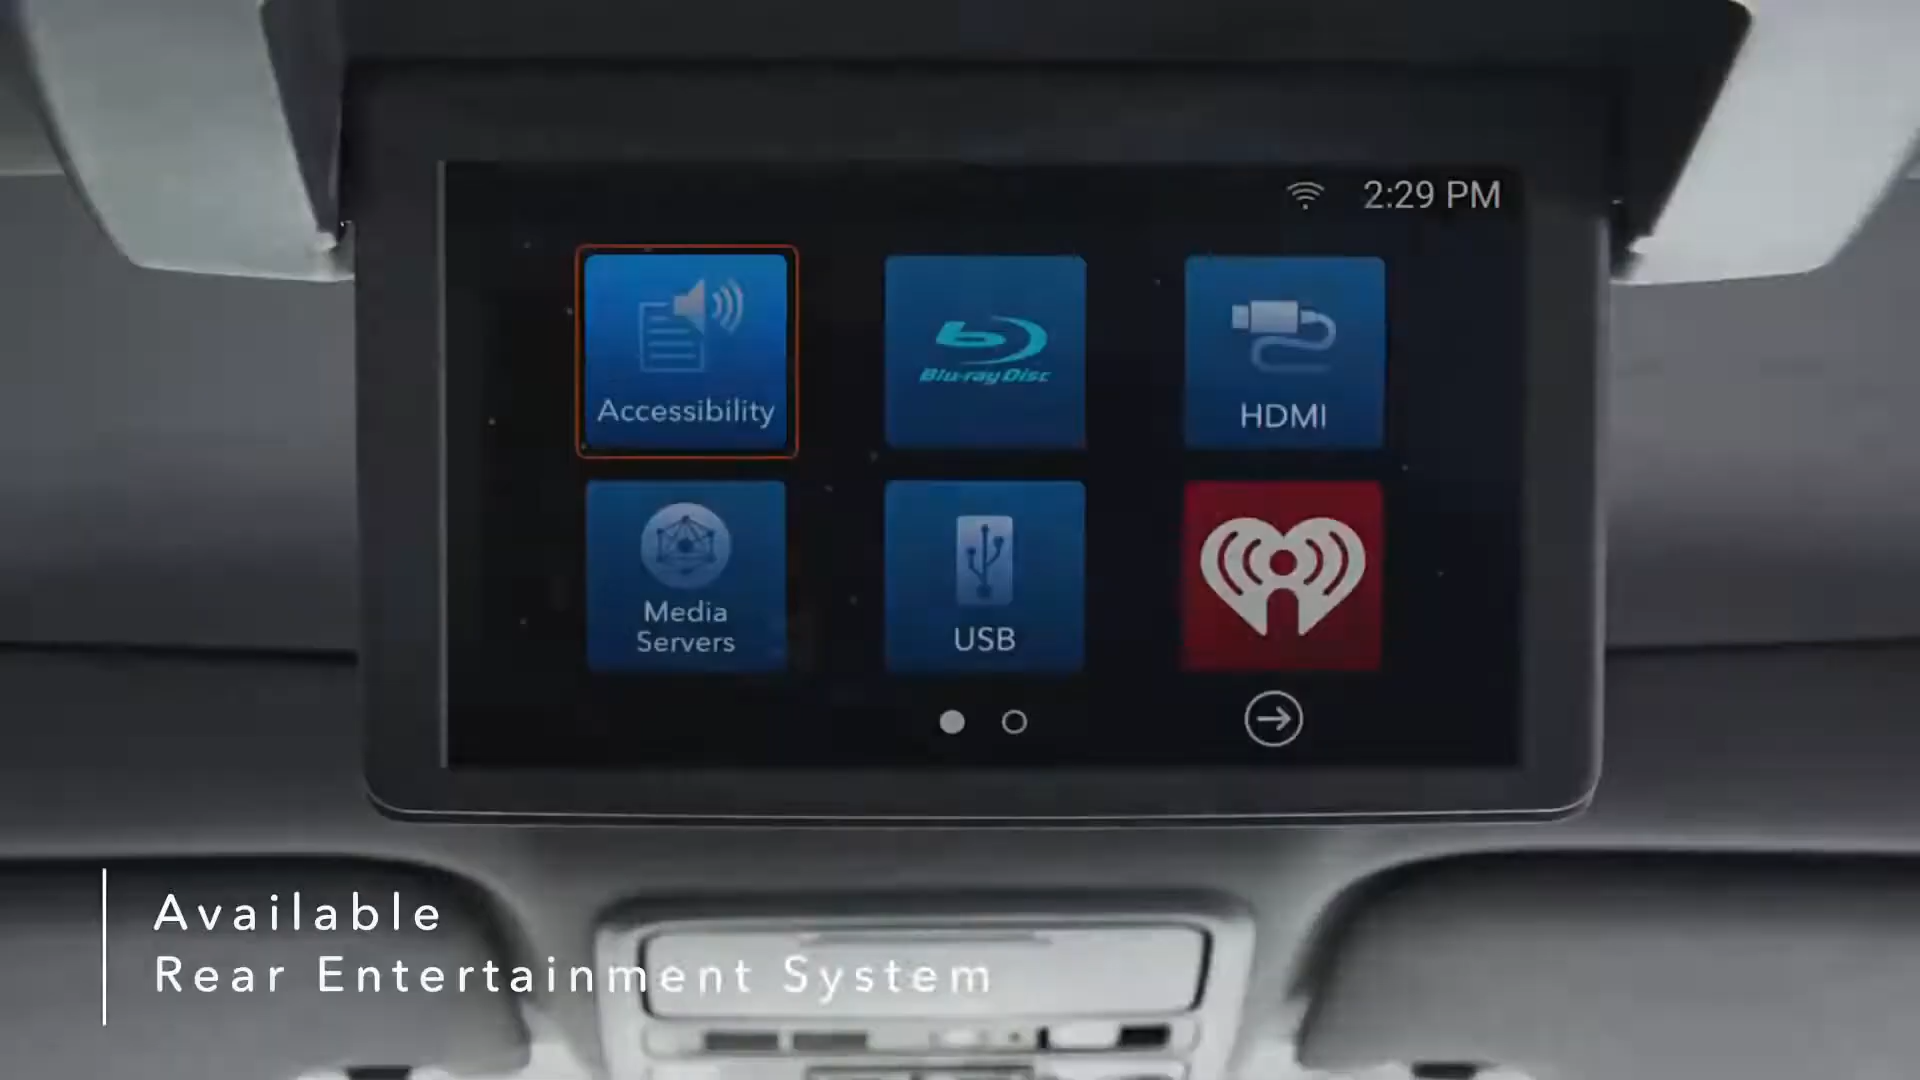 2:29 PM
Accessibility
Blu-ray Disc
HDMI
Media
Servers
USB
Available
Rear Entertainment System